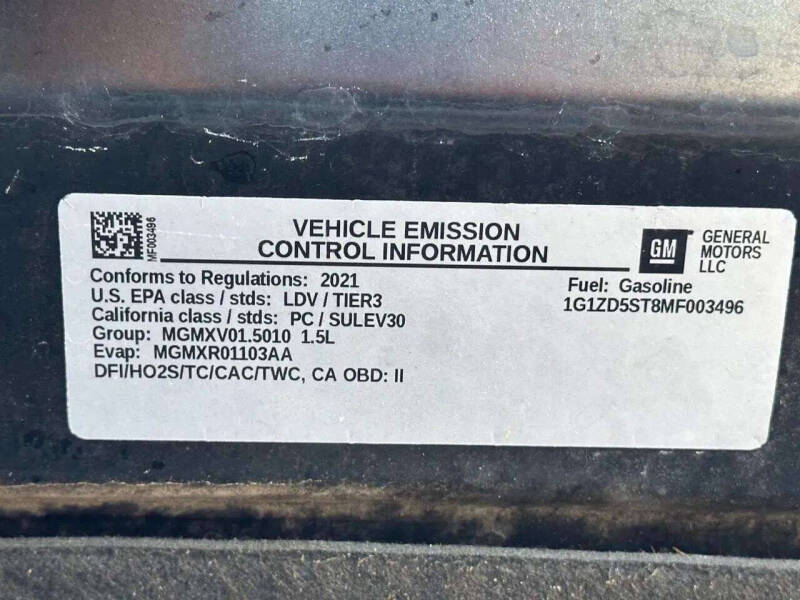 MF003496
VEHICLE EMISSION
CONTROL INFORMATION
GM
GENERAL
MOTORS
LLC
Conforms to Regulations: 2021
U.S. EPA class / stds: LDV / TIER3
California class / stds: PC / SULEV30
Group: MGMXV01.5010 1.5L
Evap: MGMXR01103AA
DFI/HO2S/TC/CAC/TWC, CA OBD: II
Fuel: Gasoline
1G1ZD5ST8MF003496